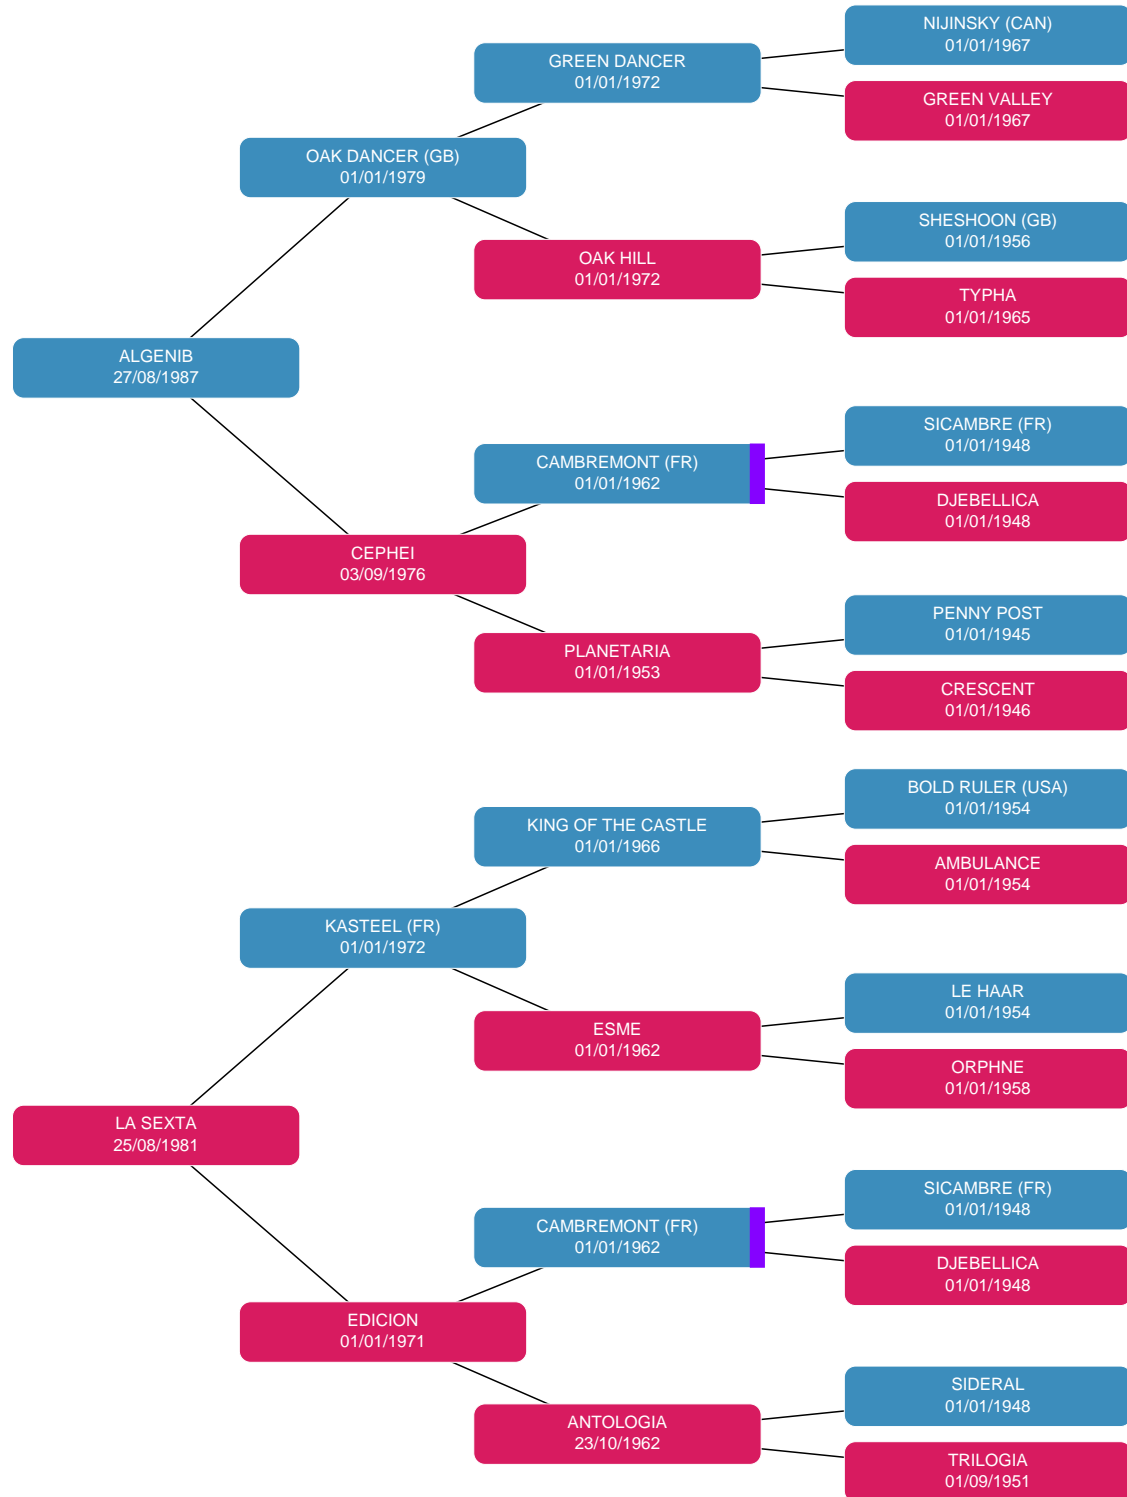 NIJINSKY (CAN)
01/01/1967
GREEN DANCER
01/01/1972
GREEN VALLEY
01/01/1967
OAK DANCER (GB)
01/01/1979
SHESHOON (GB)
01/01/1956
OAK HILL
01/01/1972
TYPHA
01/01/1965
ALGENIB
27/08/1987
SICAMBRE (FR)
01/01/1948
CAMBREMONT (FR)
01/01/1962
DJEBELLICA
01/01/1948
CEPHEI
03/09/1976
PENNY POST
01/01/1945
PLANETARIA
01/01/1953
CRESCENT
01/01/1946
BOLD RULER (USA)
01/01/1954
KING OF THE CASTLE
01/01/1966
AMBULANCE
01/01/1954
KASTEEL (FR)
01/01/1972
LE HAAR
01/01/1954
ESME
01/01/1962
ORPHNE
01/01/1958
LA SEXTA
25/08/1981
SICAMBRE (FR)
01/01/1948
CAMBREMONT (FR)
01/01/1962
DJEBELLICA
01/01/1948
EDICION
01/01/1971
SIDERAL
01/01/1948
ANTOLOGIA
23/10/1962
TRILOGIA
01/09/1951